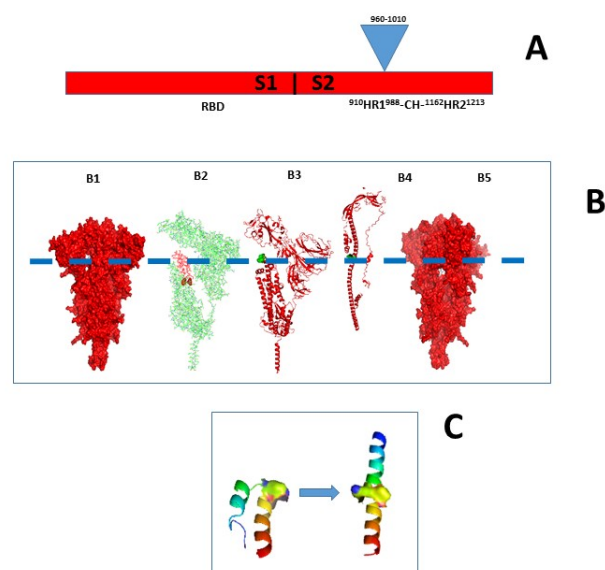 960-1010
A
S1 | S2
RBD
910HR1988-CH-1162HR21213
B1 B2 B3 B4 B5
B
C